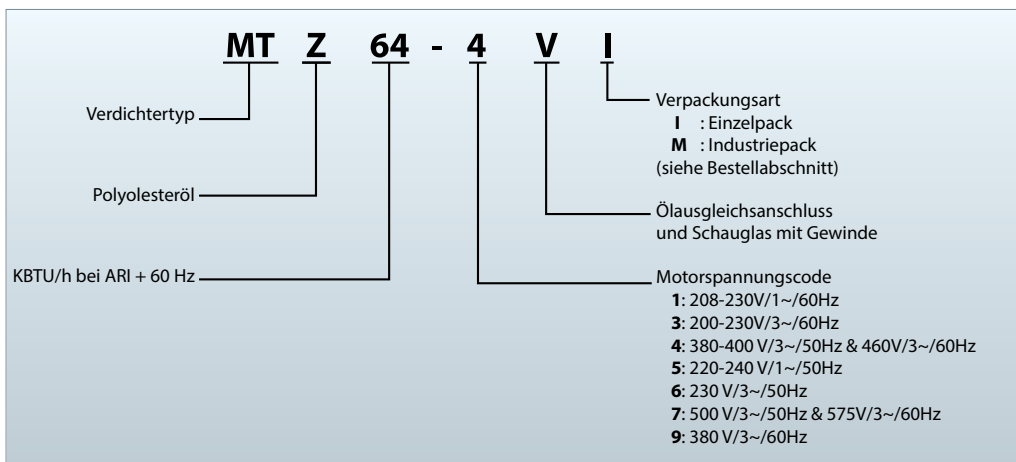 MT Z 64 - 4 V I
Verdichtertyp
Polyolesteröl
KBTU/h bei ARI + 60 Hz
Verpackungsart
I : Einzelpack
M : Industriepack
(siehe Bestellabschnitt)
Ölausgleichsanschluss
und Schauglas mit Gewinde
Motorspannungscode
1: 208-230V/1~/60Hz
3: 200-230V/3~/60Hz
4: 380-400 V/3~/50Hz & 460V/3~/60Hz
5: 220-240 V/1~/50Hz
6: 230 V/3~/50Hz
7: 500 V/3~/50Hz & 575V/3~/60Hz
9: 380 V/3~/60Hz